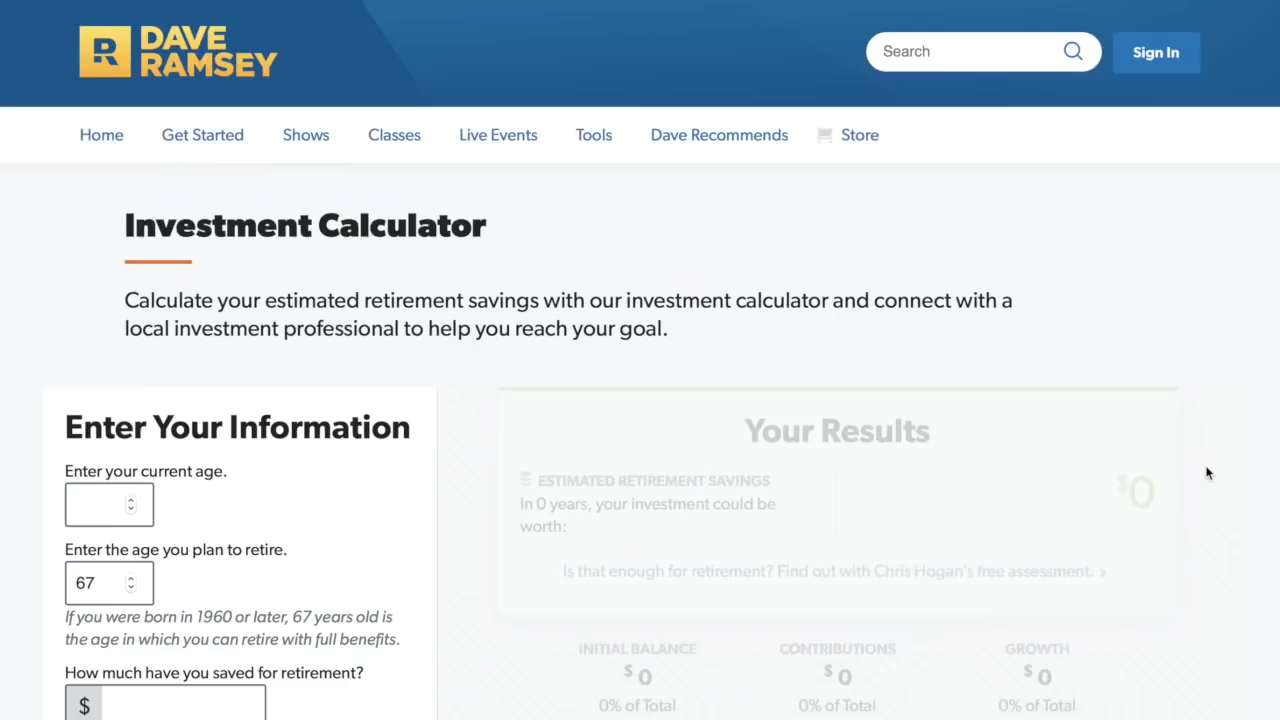 R DAVE
RAMSEY
Search
Sign In
Home Get Started Shows Classes Live Events Tools Dave Recommends Store
Investment Calculator
Calculate your estimated retirement savings with our investment calculator and connect with a
local investment professional to help you reach your goal.
Enter Your Information
Enter your current age.
Enter the age you plan to retire.
67
If you were born in 1960 or later, 67 years old is
the age in which you can retire with full benefits.
How much have you saved for retirement?
$
Your Results
ESTIMATED RETIREMENT SAVINGS
In 0 years, your investment could be
worth:
$0
Is that enough for retirement? Find out with Chris Hogan's free assessment. ›
INITIAL BALANCE CONTRIBUTIONS GROWTH
$ 0 $ 0 $ 0
0% of Total 0% of Total 0% of Total